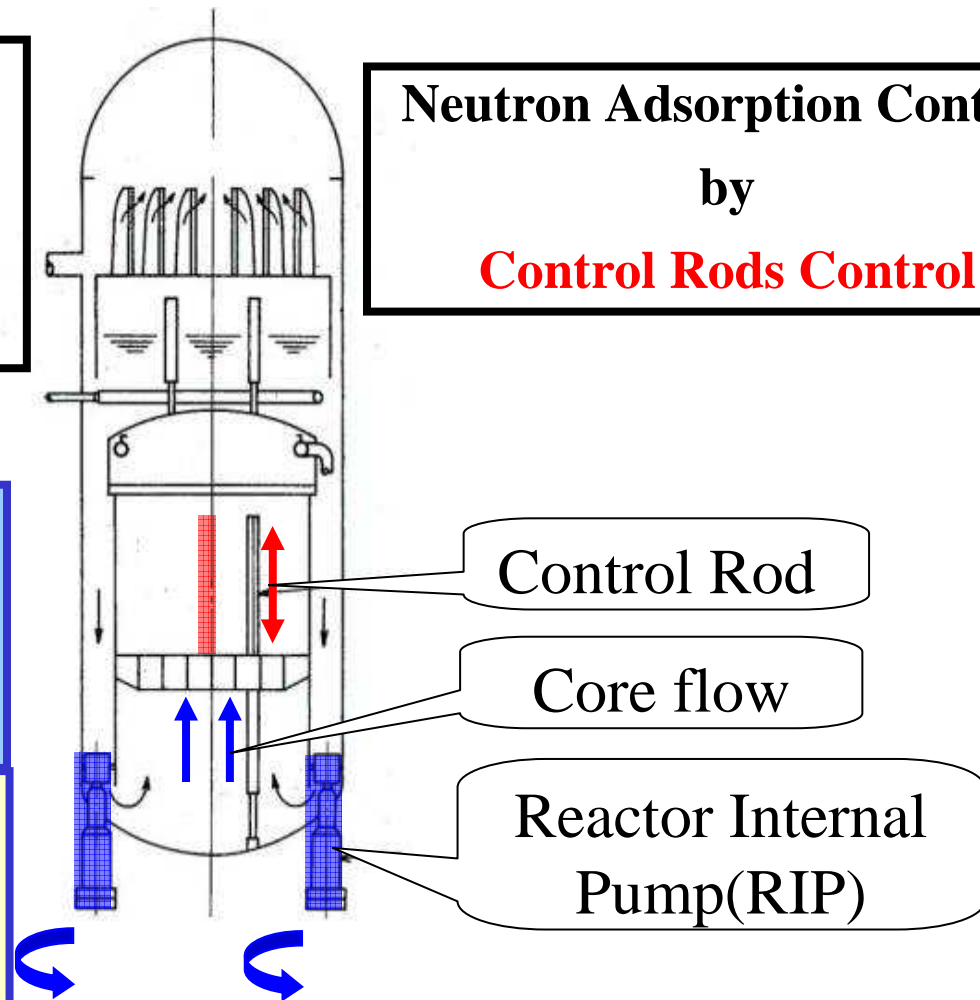 Neutron Adsorption Cont
by
Control Rods Control
Control Rod
Core flow
Reactor Internal
Pump(RIP)